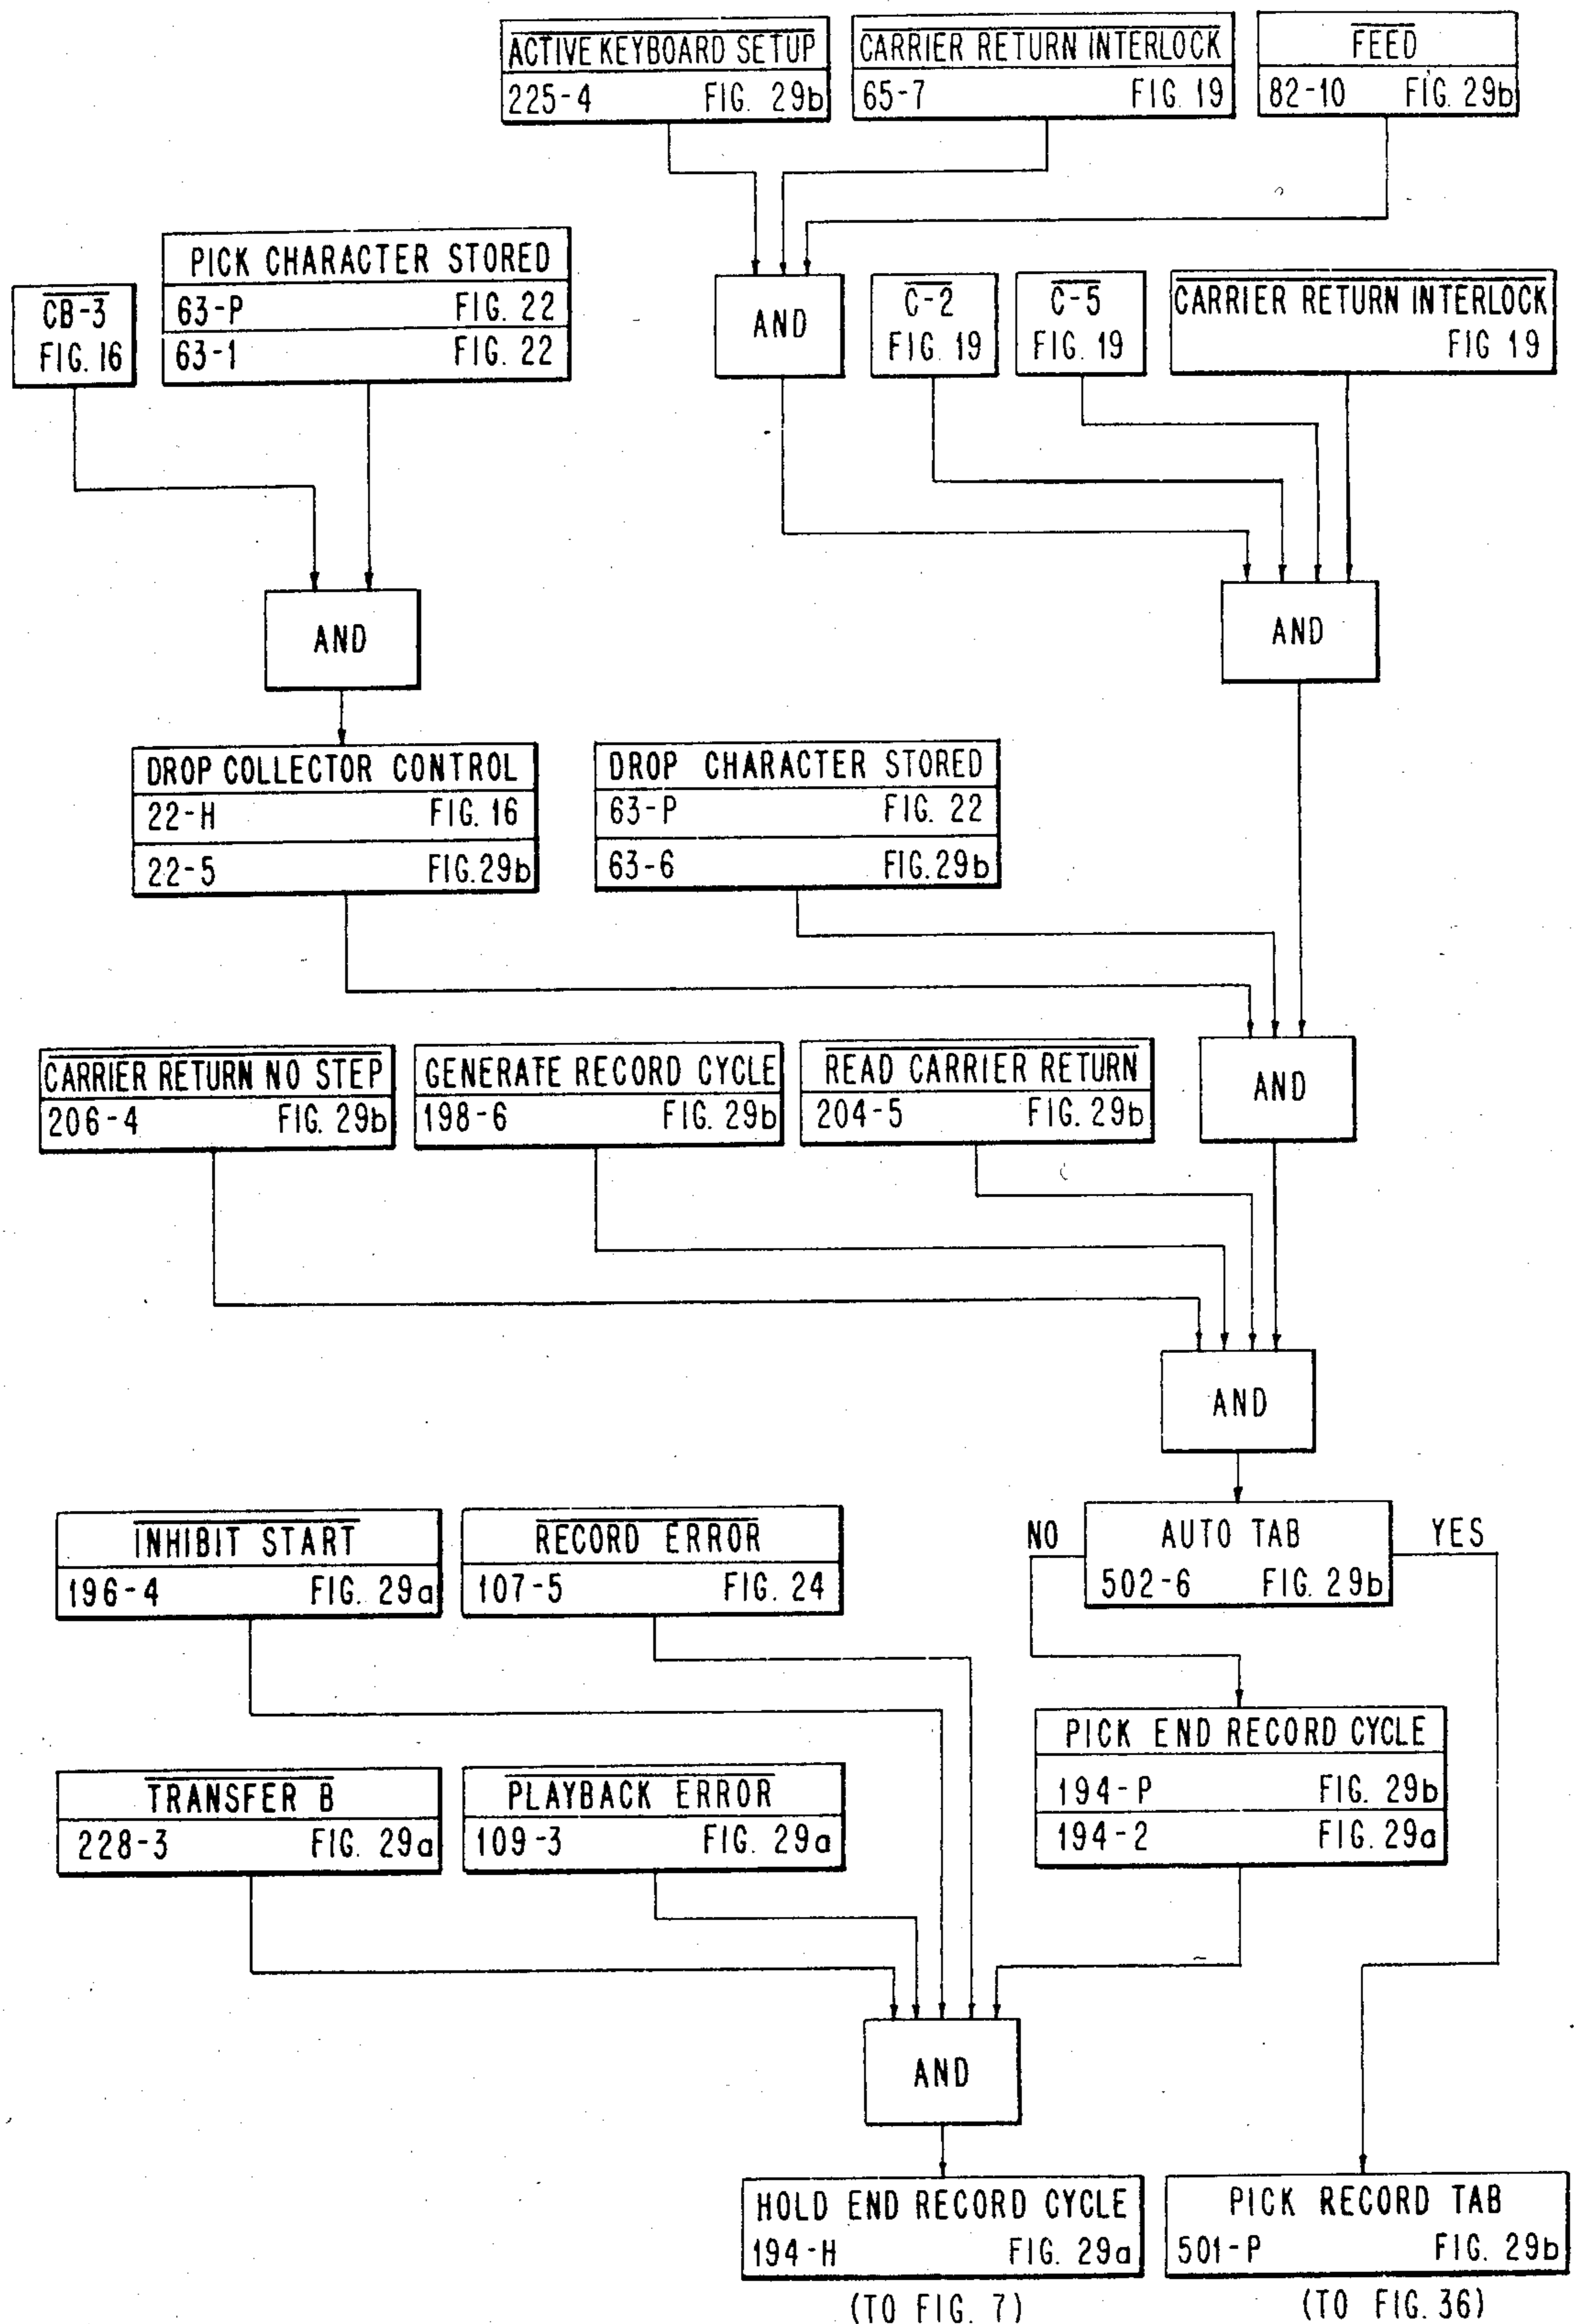 ACTIVE KEYBOARD SETUP
225-4 FIG. 29b
CARRIER RETURN INTERLOCK
65-7 FIG. 19
FEED
82-10 FIG. 29b
CB-3
FIG. 16
PICK CHARACTER STORED
63-P FIG. 22
63-1 FIG. 22
AND
C-2
FIG. 19
C-5
FIG. 19
CARRIER RETURN INTERLOCK
FIG 19
AND
AND
DROP COLLECTOR CONTROL
22-H FIG. 16
22-5 FIG. 29b
DROP CHARACTER STORED
63-P FIG. 22
63-6 FIG. 29b
CARRIER RETURN NO STEP
206-4 FIG. 29b
GENERATE RECORD CYCLE
198-6 FIG. 29b
READ CARRIER RETURN
204-5 FIG. 29b
AND
AND
INHIBIT START
196-4 FIG. 29a
RECORD ERROR
107-5 FIG. 24
NO
AUTO TAB
502-6 FIG. 29b
YES
TRANSFER B
228-3 FIG. 29a
PLAYBACK ERROR
109-3 FIG. 29a
PICK END RECORD CYCLE
194-P FIG. 29b
194-2 FIG. 29a
AND
HOLD END RECORD CYCLE
194-H FIG. 29a
(TO FIG. 7)
PICK RECORD TAB
501-P FIG. 29b
(TO FIG. 36)